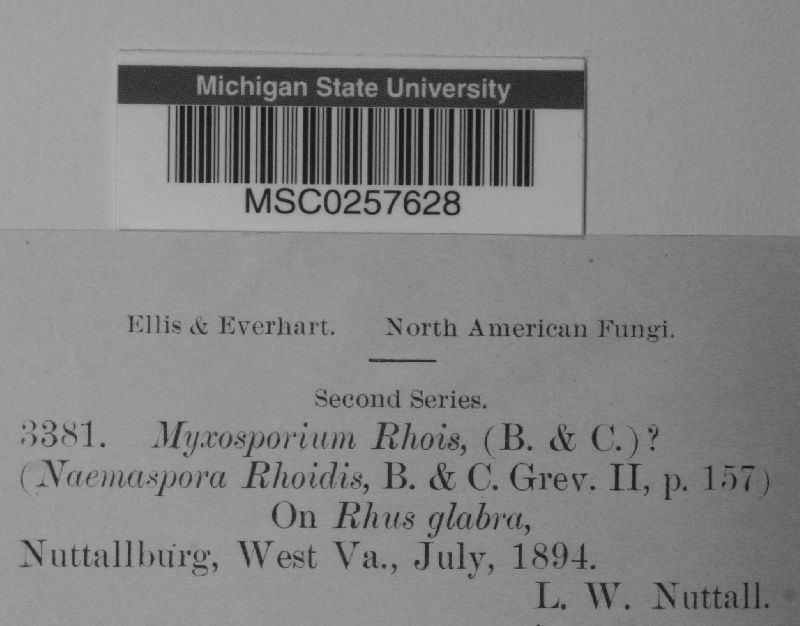 Michigan State University
MSC0257628
Ellis & Everhart. North American Fungi.
Second Series.
3381. Myxosporium Rhois, (B. & C.)?
(Naemaspora Rhoidis, B. & C. Grev. II, p. 157)
On Rhus glabra,
Nuttallburg, West Va., July, 1894.
L. W. Nuttall.